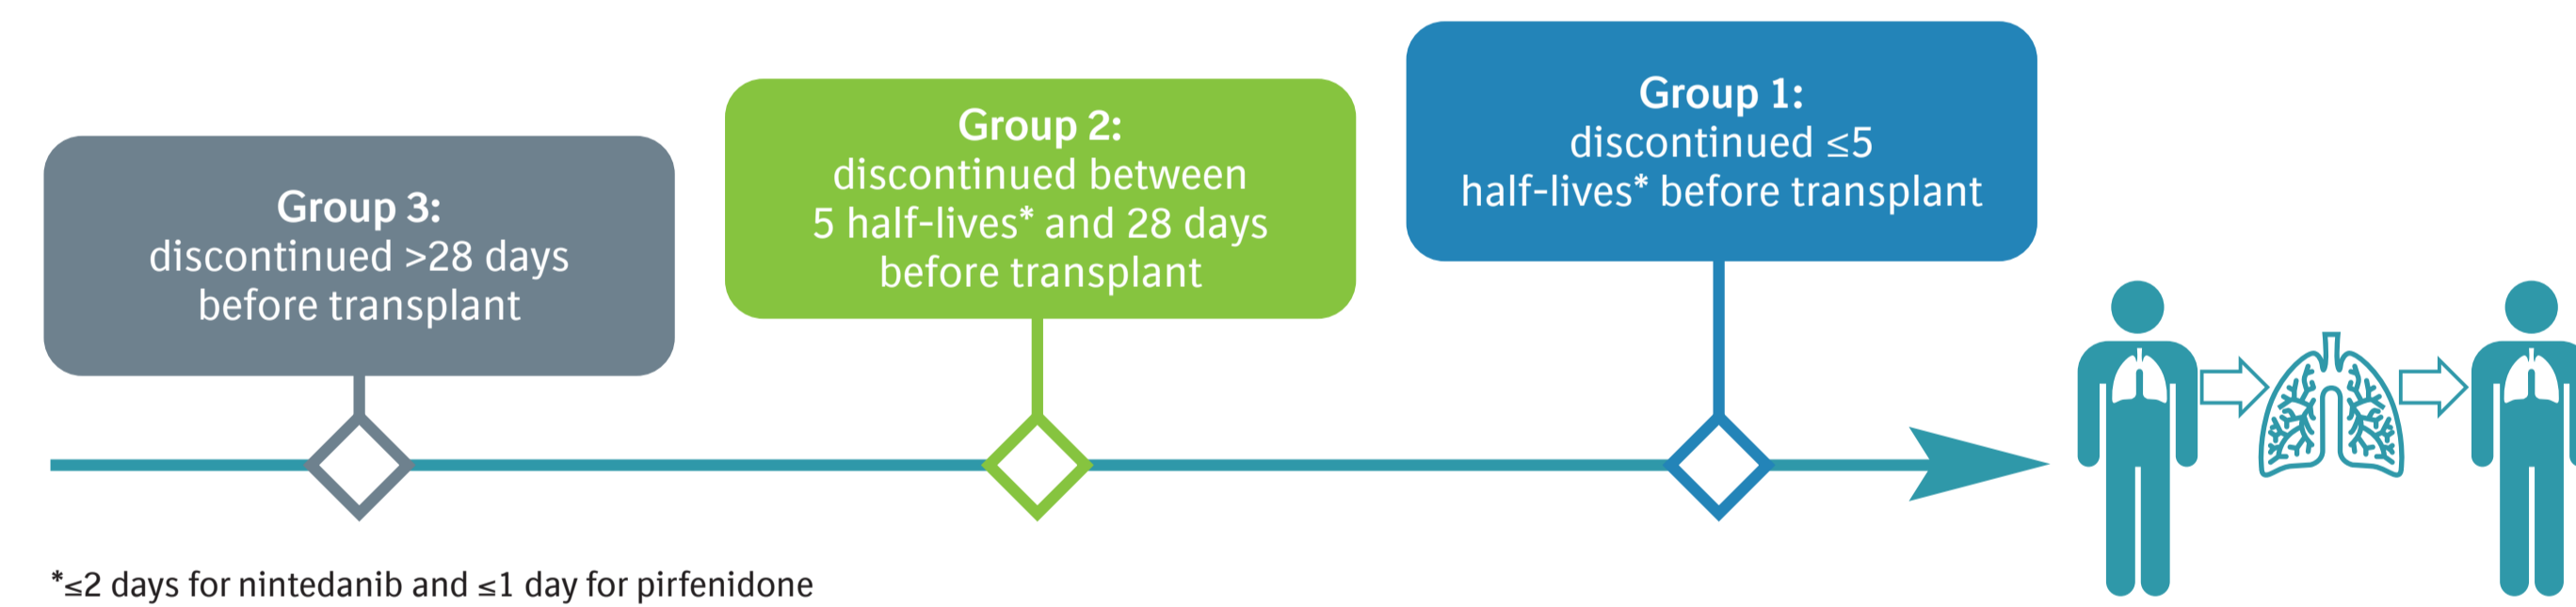 Group 3:
discontinued >28 days
before transplant
Group 2:
discontinued between
5 half-lives* and 28 days
before transplant
Group 1:
discontinued ≤5
half-lives* before transplant
*≤2 days for nintedanib and ≤1 day for pirfenidone